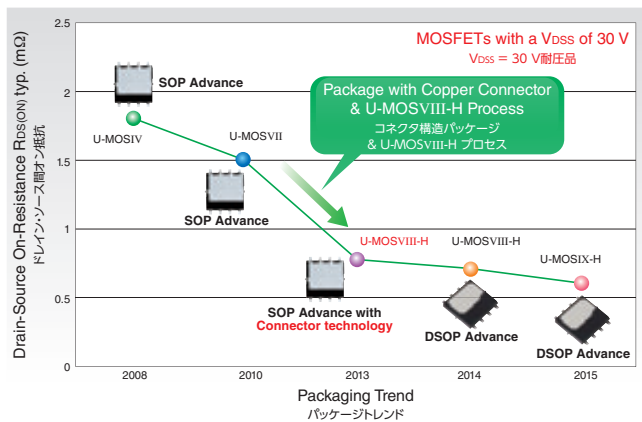 MOSFETs with a VDSS of 30 V
VDSS = 30 V耐圧品
Drain-Source On-Resistance RDS(ON) typ. (mΩ)
ドレイン・ソース間オン抵抗
2.5
2
1.5
1
0.5
0
SOP Advance
U-MOSIV
U-MOSVII
SOP Advance
Package with Copper Connector
& U-MOSVIII-H Process
コネクタ構造パッケージ
& U-MOSVIII-H プロセス
U-MOSVIII-H
SOP Advance with
Connector technology
U-MOSVIII-H
DSOP Advance
U-MOSIX-H
DSOP Advance
2008
2010
2013
2014
2015
Packaging Trend
パッケージトレンド